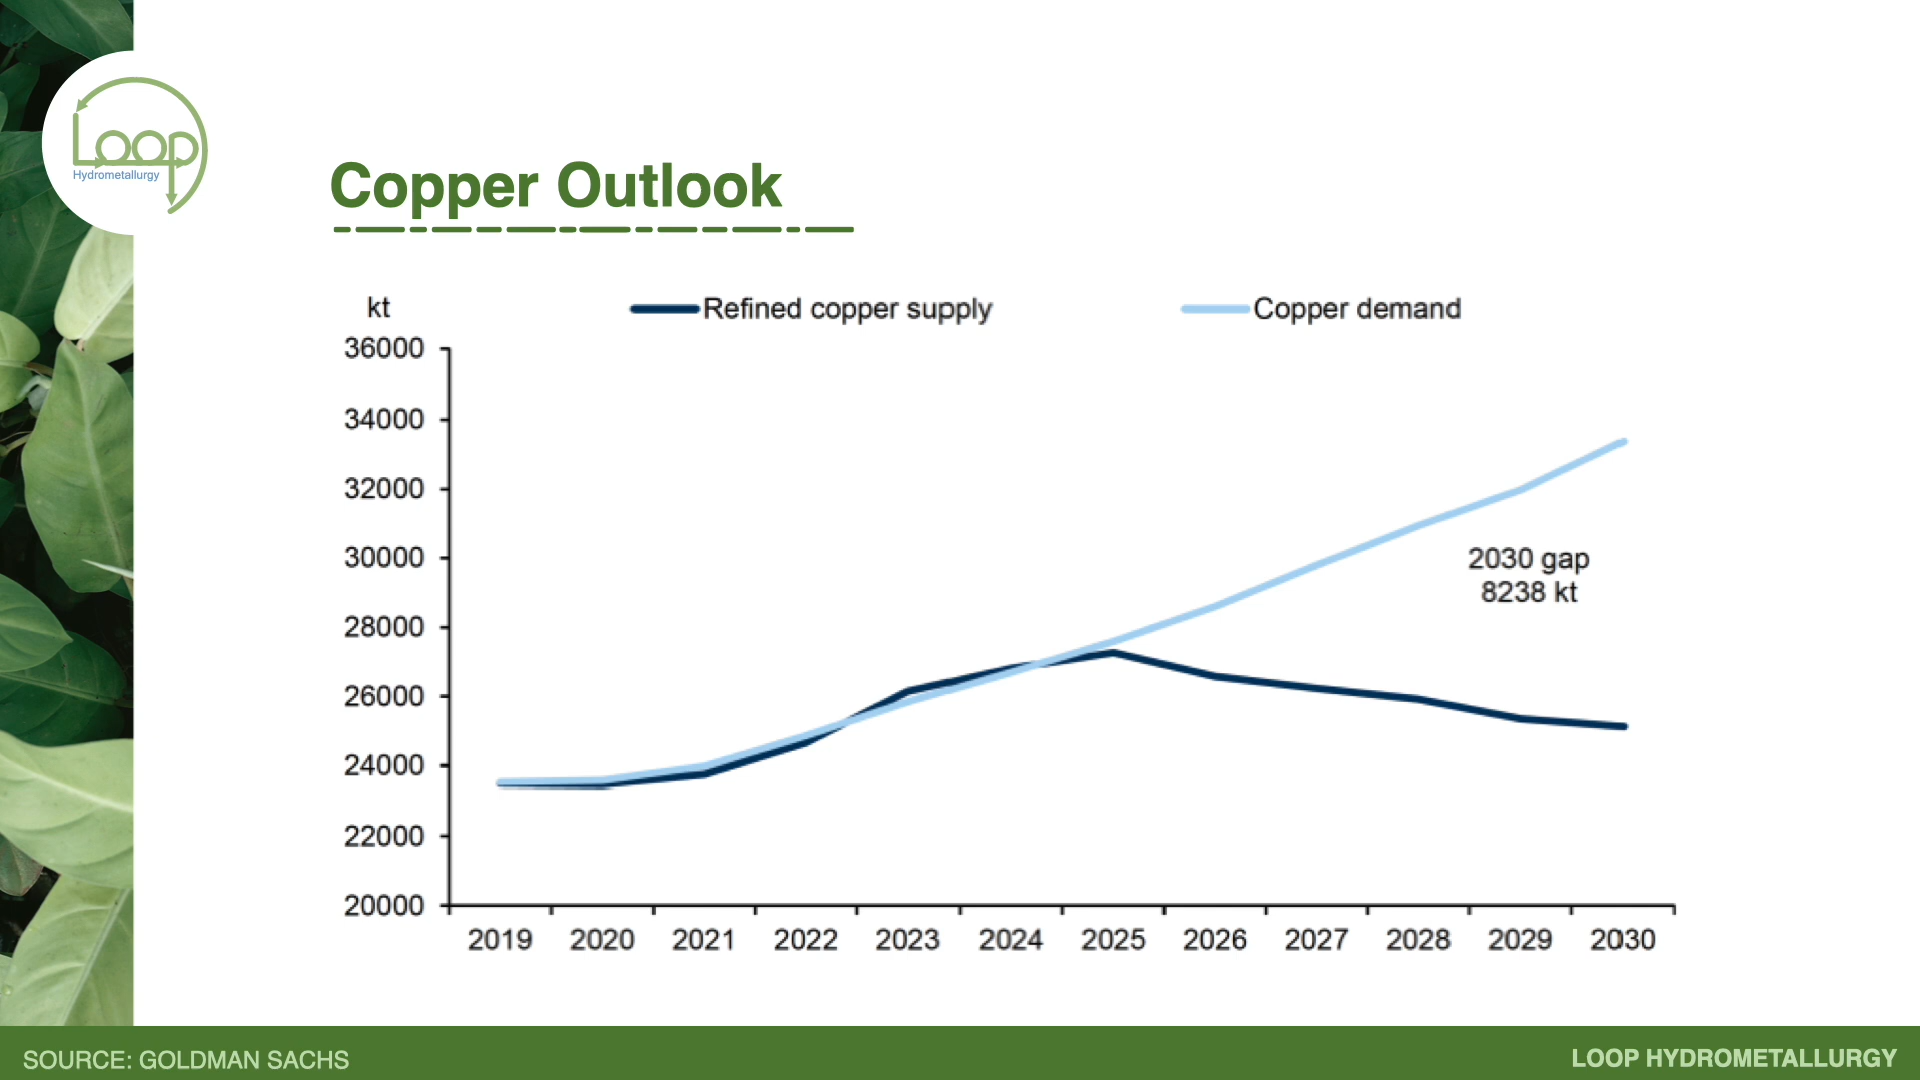 Loop
Hydrometallurgy
Copper Outlook
kt
Refined copper supply
Copper demand
36000
34000
32000
30000
28000
26000
24000
22000
20000
2030 gap
8238 kt
2019 2020 2021 2022 2023 2024 2025 2026 2027 2028 2029 2030
SOURCE: GOLDMAN SACHS
LOOP HYDROMETALLURGY